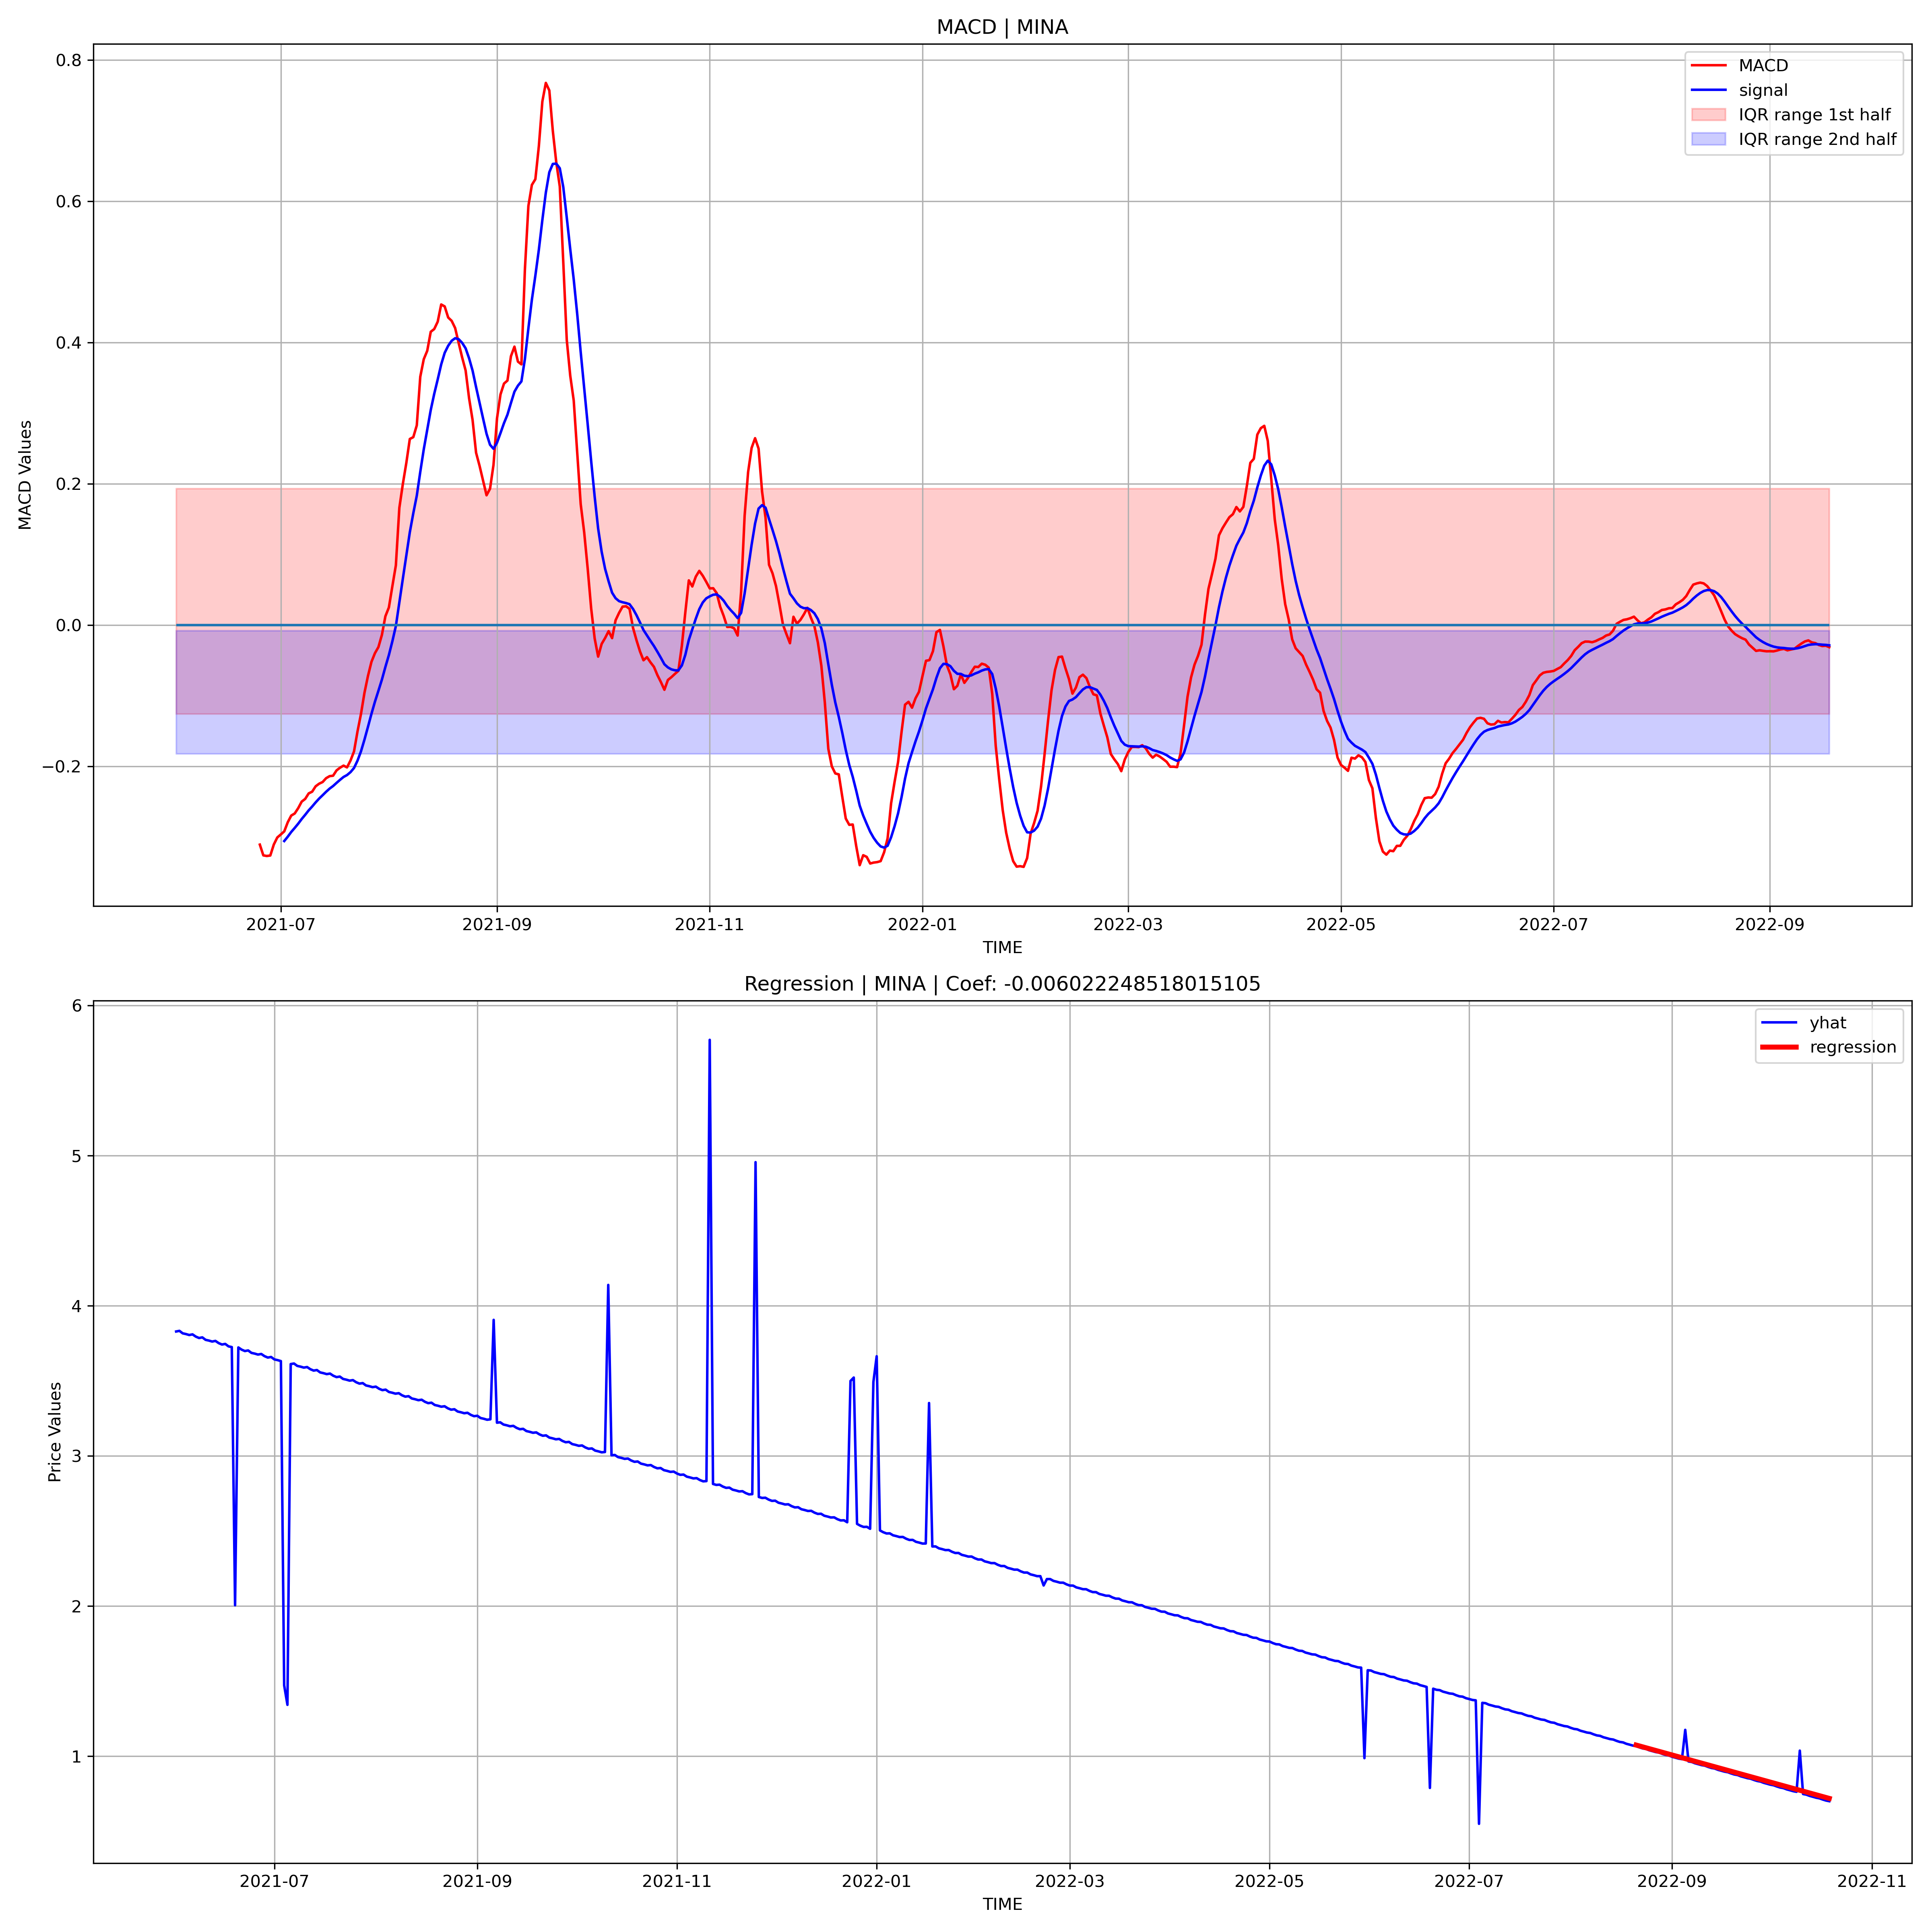 MACD | MINA
MACD
signal
IQR range 1st half
IQR range 2nd half
0.8
0.6
0.4
0.2
0.0
−0.2
MACD Values
2021-07 2021-09 2021-11 2022-01 2022-03 2022-05 2022-07 2022-09
TIME
Regression | MINA | Coef: -0.006022248518015105
yhat
regression
6
5
4
3
2
1
Price Values
2021-07 2021-09 2021-11 2022-01 2022-03 2022-05 2022-07 2022-09 2022-11
TIME